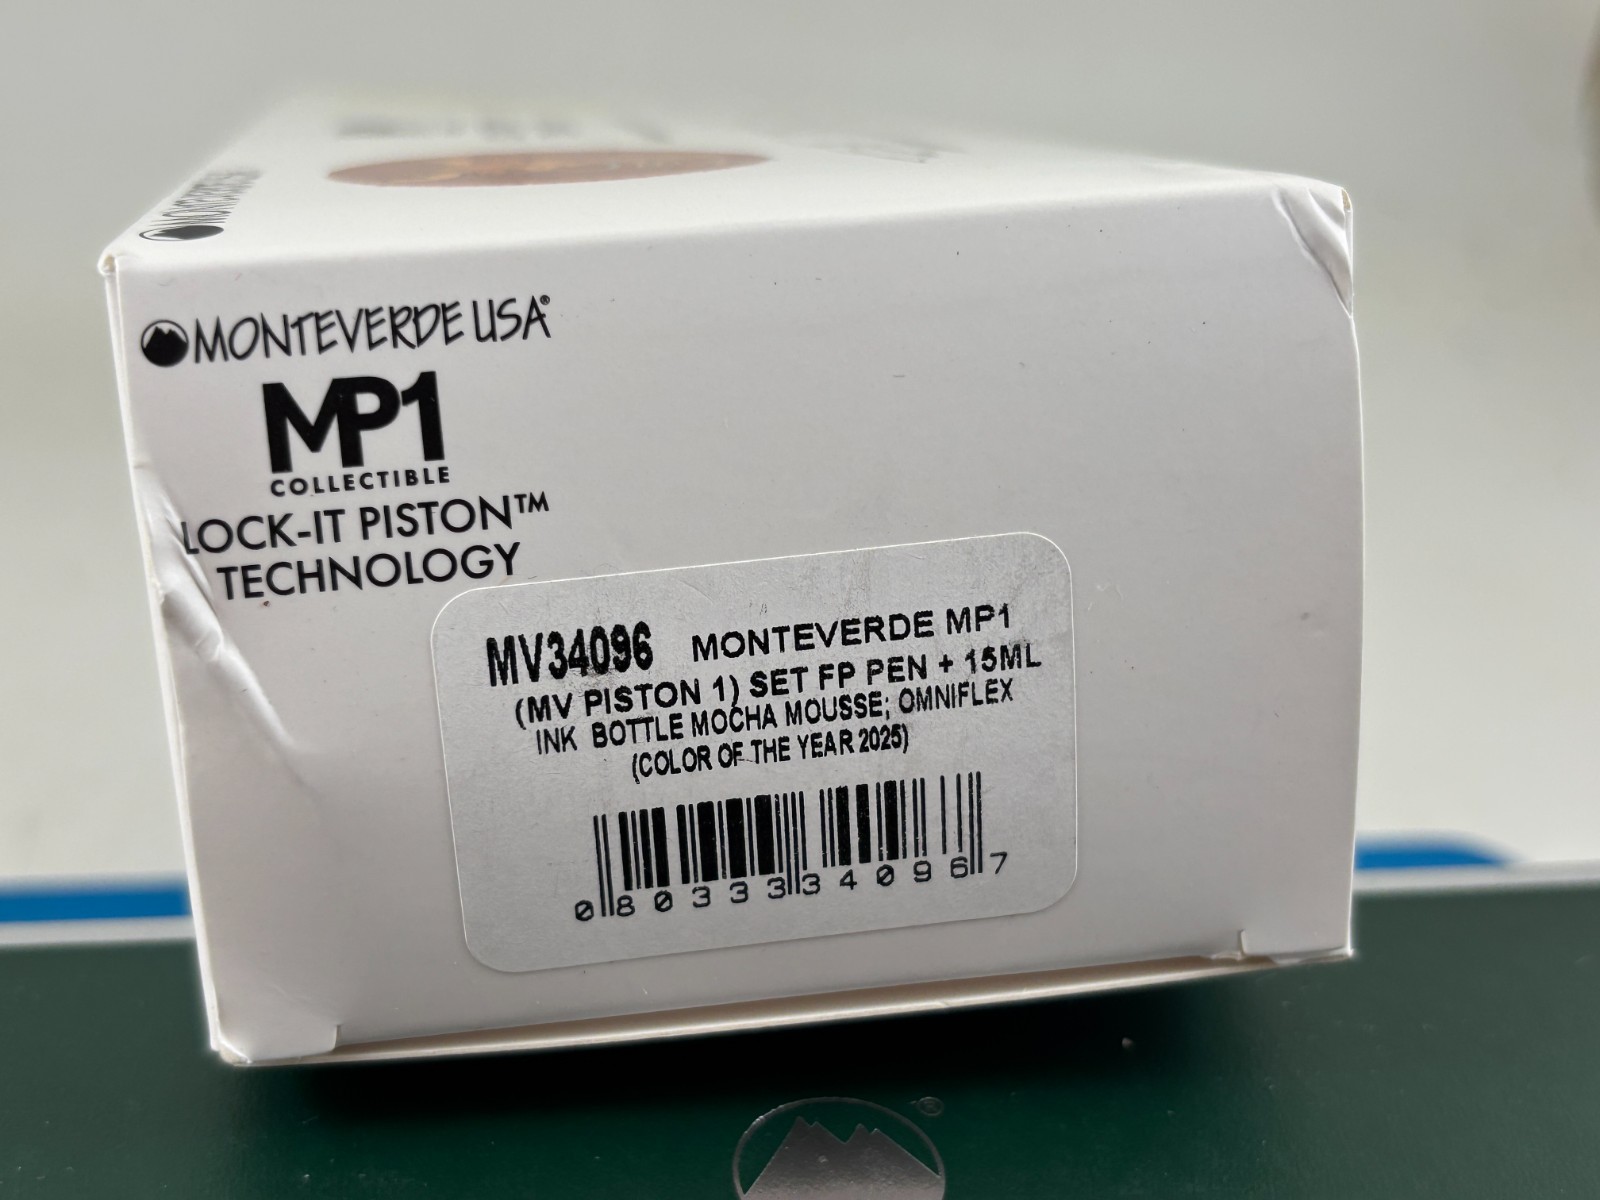 MONTEVERDE USA®
MP1
COLLECTIBLE
LOCK-IT PISTON™
TECHNOLOGY
MV34096 MONTEVERDE MP1
(MV PISTON 1) SET FP PEN + 15ML
INK BOTTLE MOCHA MOUSSE; OMNIFLEX
(COLOR OF THE YEAR 2025)
0 80333 34096 7
®